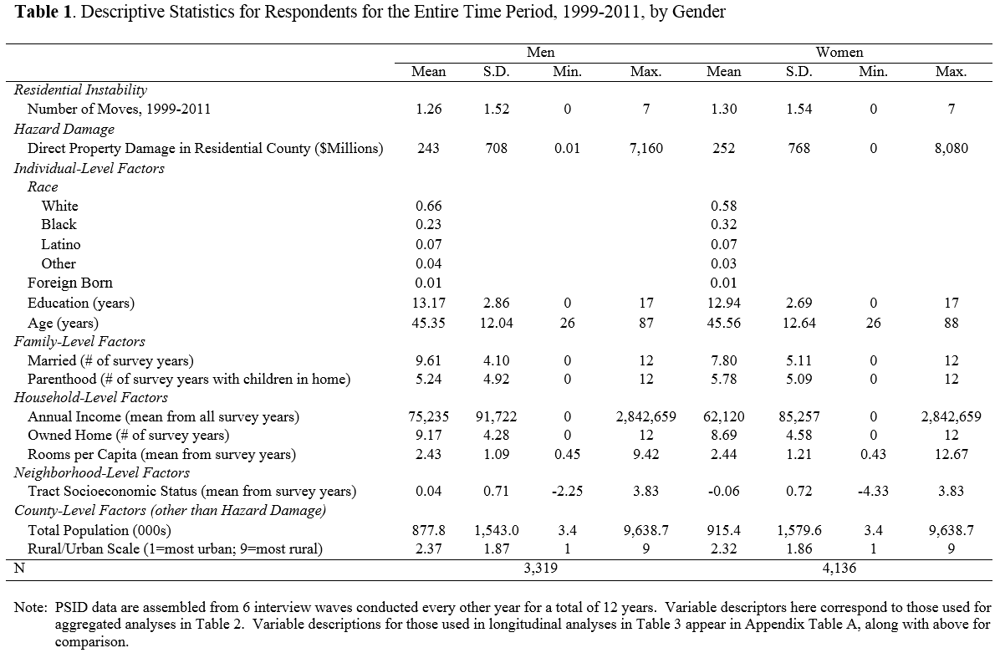 Table 1. Descriptive Statistics for Respondents for the Entire Time Period, 1999-2011, by Gender
Men Women
Mean S.D. Min. Max. Mean S.D. Min. Max.
Residential Instability
Number of Moves, 1999-2011 1.26 1.52 0 7 1.30 1.54 0 7
Hazard Damage
Direct Property Damage in Residential County ($Millions) 243 708 0.01 7,160 252 768 0 8,080
Individual-Level Factors
Race
White 0.66 0.58
Black 0.23 0.32
Latino 0.07 0.07
Other 0.04 0.03
Foreign Born 0.01 0.01
Education (years) 13.17 2.86 0 17 12.94 2.69 0 17
Age (years) 45.35 12.04 26 87 45.56 12.64 26 88
Family-Level Factors
Married (# of survey years) 9.61 4.10 0 12 7.80 5.11 0 12
Parenthood (# of survey years with children in home) 5.24 4.92 0 12 5.78 5.09 0 12
Household-Level Factors
Annual Income (mean from all survey years) 75,235 91,722 0 2,842,659 62,120 85,257 0 2,842,659
Owned Home (# of survey years) 9.17 4.28 0 12 8.69 4.58 0 12
Rooms per Capita (mean from survey years) 2.43 1.09 0.45 9.42 2.44 1.21 0.43 12.67
Neighborhood-Level Factors
Tract Socioeconomic Status (mean from survey years) 0.04 0.71 -2.25 3.83 -0.06 0.72 -4.33 3.83
County-Level Factors (other than Hazard Damage)
Total Population (000s) 877.8 1,543.0 3.4 9,638.7 915.4 1,579.6 3.4 9,638.7
Rural/Urban Scale (1=most urban; 9=most rural) 2.37 1.87 1 9 2.32 1.86 1 9
N 3,319 4,136
Note: PSID data are assembled from 6 interview waves conducted every other year for a total of 12 years. Variable descriptors here correspond to those used for
aggregated analyses in Table 2. Variable descriptions for those used in longitudinal analyses in Table 3 appear in Appendix Table A, along with above for
comparison.